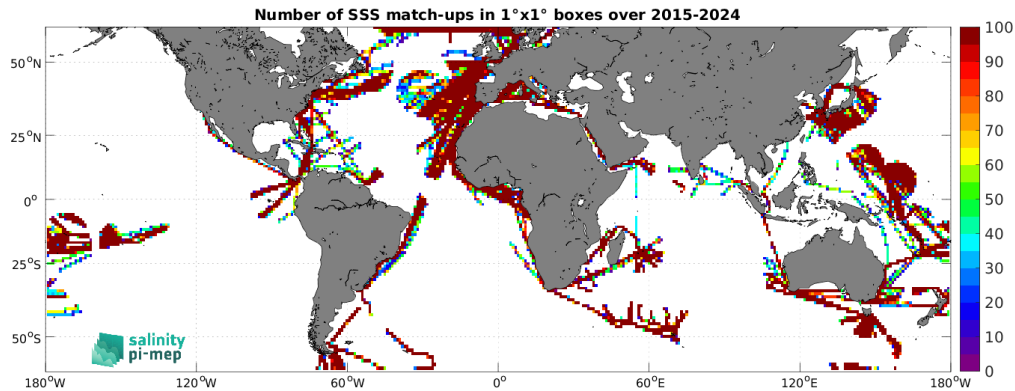 Number of SSS match-ups in 1°x1° boxes over 2015-2024
50°N
25°N
0°
25°S
50°S
180°W
120°W
60°W
0°
60°E
120°E
180°W
100
90
80
70
60
50
40
30
20
10
0
salinity
pi-mep